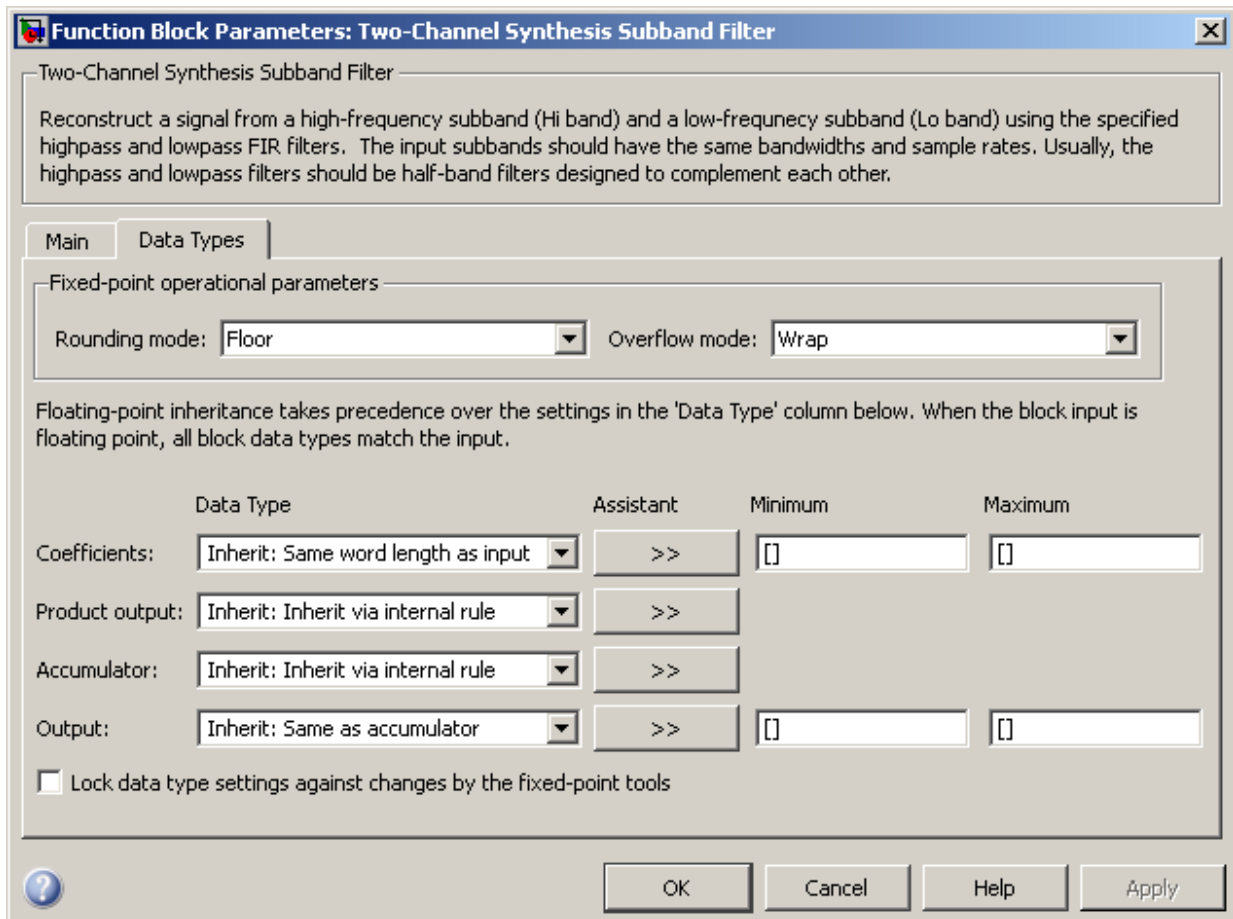 Function Block Parameters: Two-Channel Synthesis Subband Filter
Two-Channel Synthesis Subband Filter
Reconstruct a signal from a high-frequency subband (Hi band) and a low-frequnecy subband (Lo band) using the specified
highpass and lowpass FIR filters.  The input subbands should have the same bandwidths and sample rates. Usually, the
highpass and lowpass filters should be half-band filters designed to complement each other.
Main Data Types
Fixed-point operational parameters
Rounding mode: Floor Overflow mode: Wrap
Floating-point inheritance takes precedence over the settings in the 'Data Type' column below. When the block input is
floating point, all block data types match the input.
Data Type Assistant Minimum Maximum
Coefficients: Inherit: Same word length as input >> [] []
Product output: Inherit: Inherit via internal rule >>
Accumulator: Inherit: Inherit via internal rule >>
Output: Inherit: Same as accumulator >> [] []
Lock data type settings against changes by the fixed-point tools
? OK Cancel Help Apply